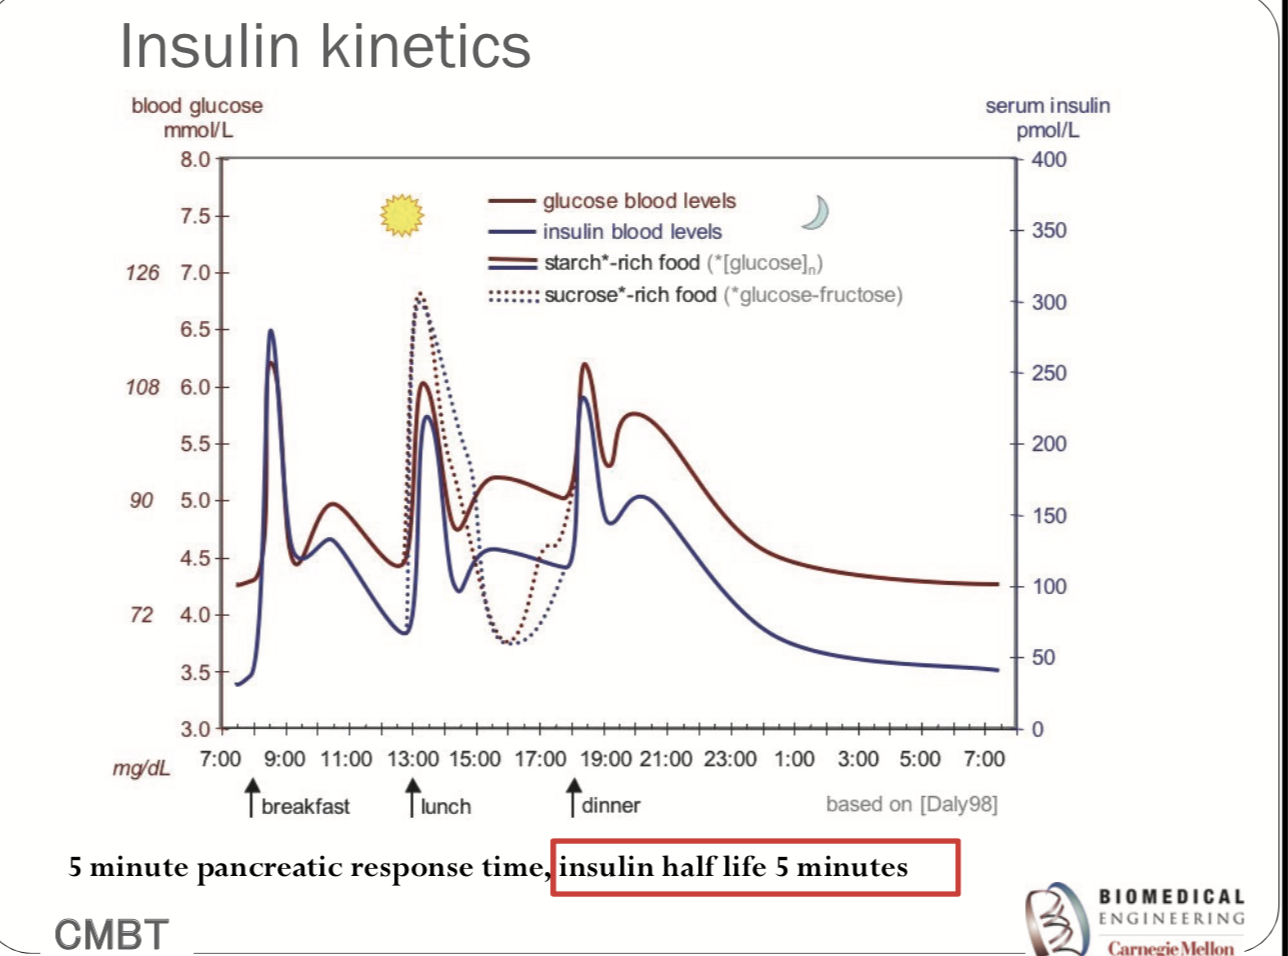 Insulin kinetics
blood glucose
mmol/L
serum insulin
pmol/L
8.0
7.5
126 7.0
6.5
108 6.0
5.5
90 5.0
4.5
72 4.0
3.5
3.0
mg/dL
400
350
300
250
200
150
100
50
0
glucose blood levels
insulin blood levels
starch*-rich food (*[glucose]n)
sucrose*-rich food (*glucose-fructose)
7:00 9:00 11:00 13:00 15:00 17:00 19:00 21:00 23:00 1:00 3:00 5:00 7:00
breakfast lunch dinner
based on [Daly98]
5 minute pancreatic response time, insulin half life 5 minutes
CMBT
BIOMEDICAL
ENGINEERING
Carnegie Mellon